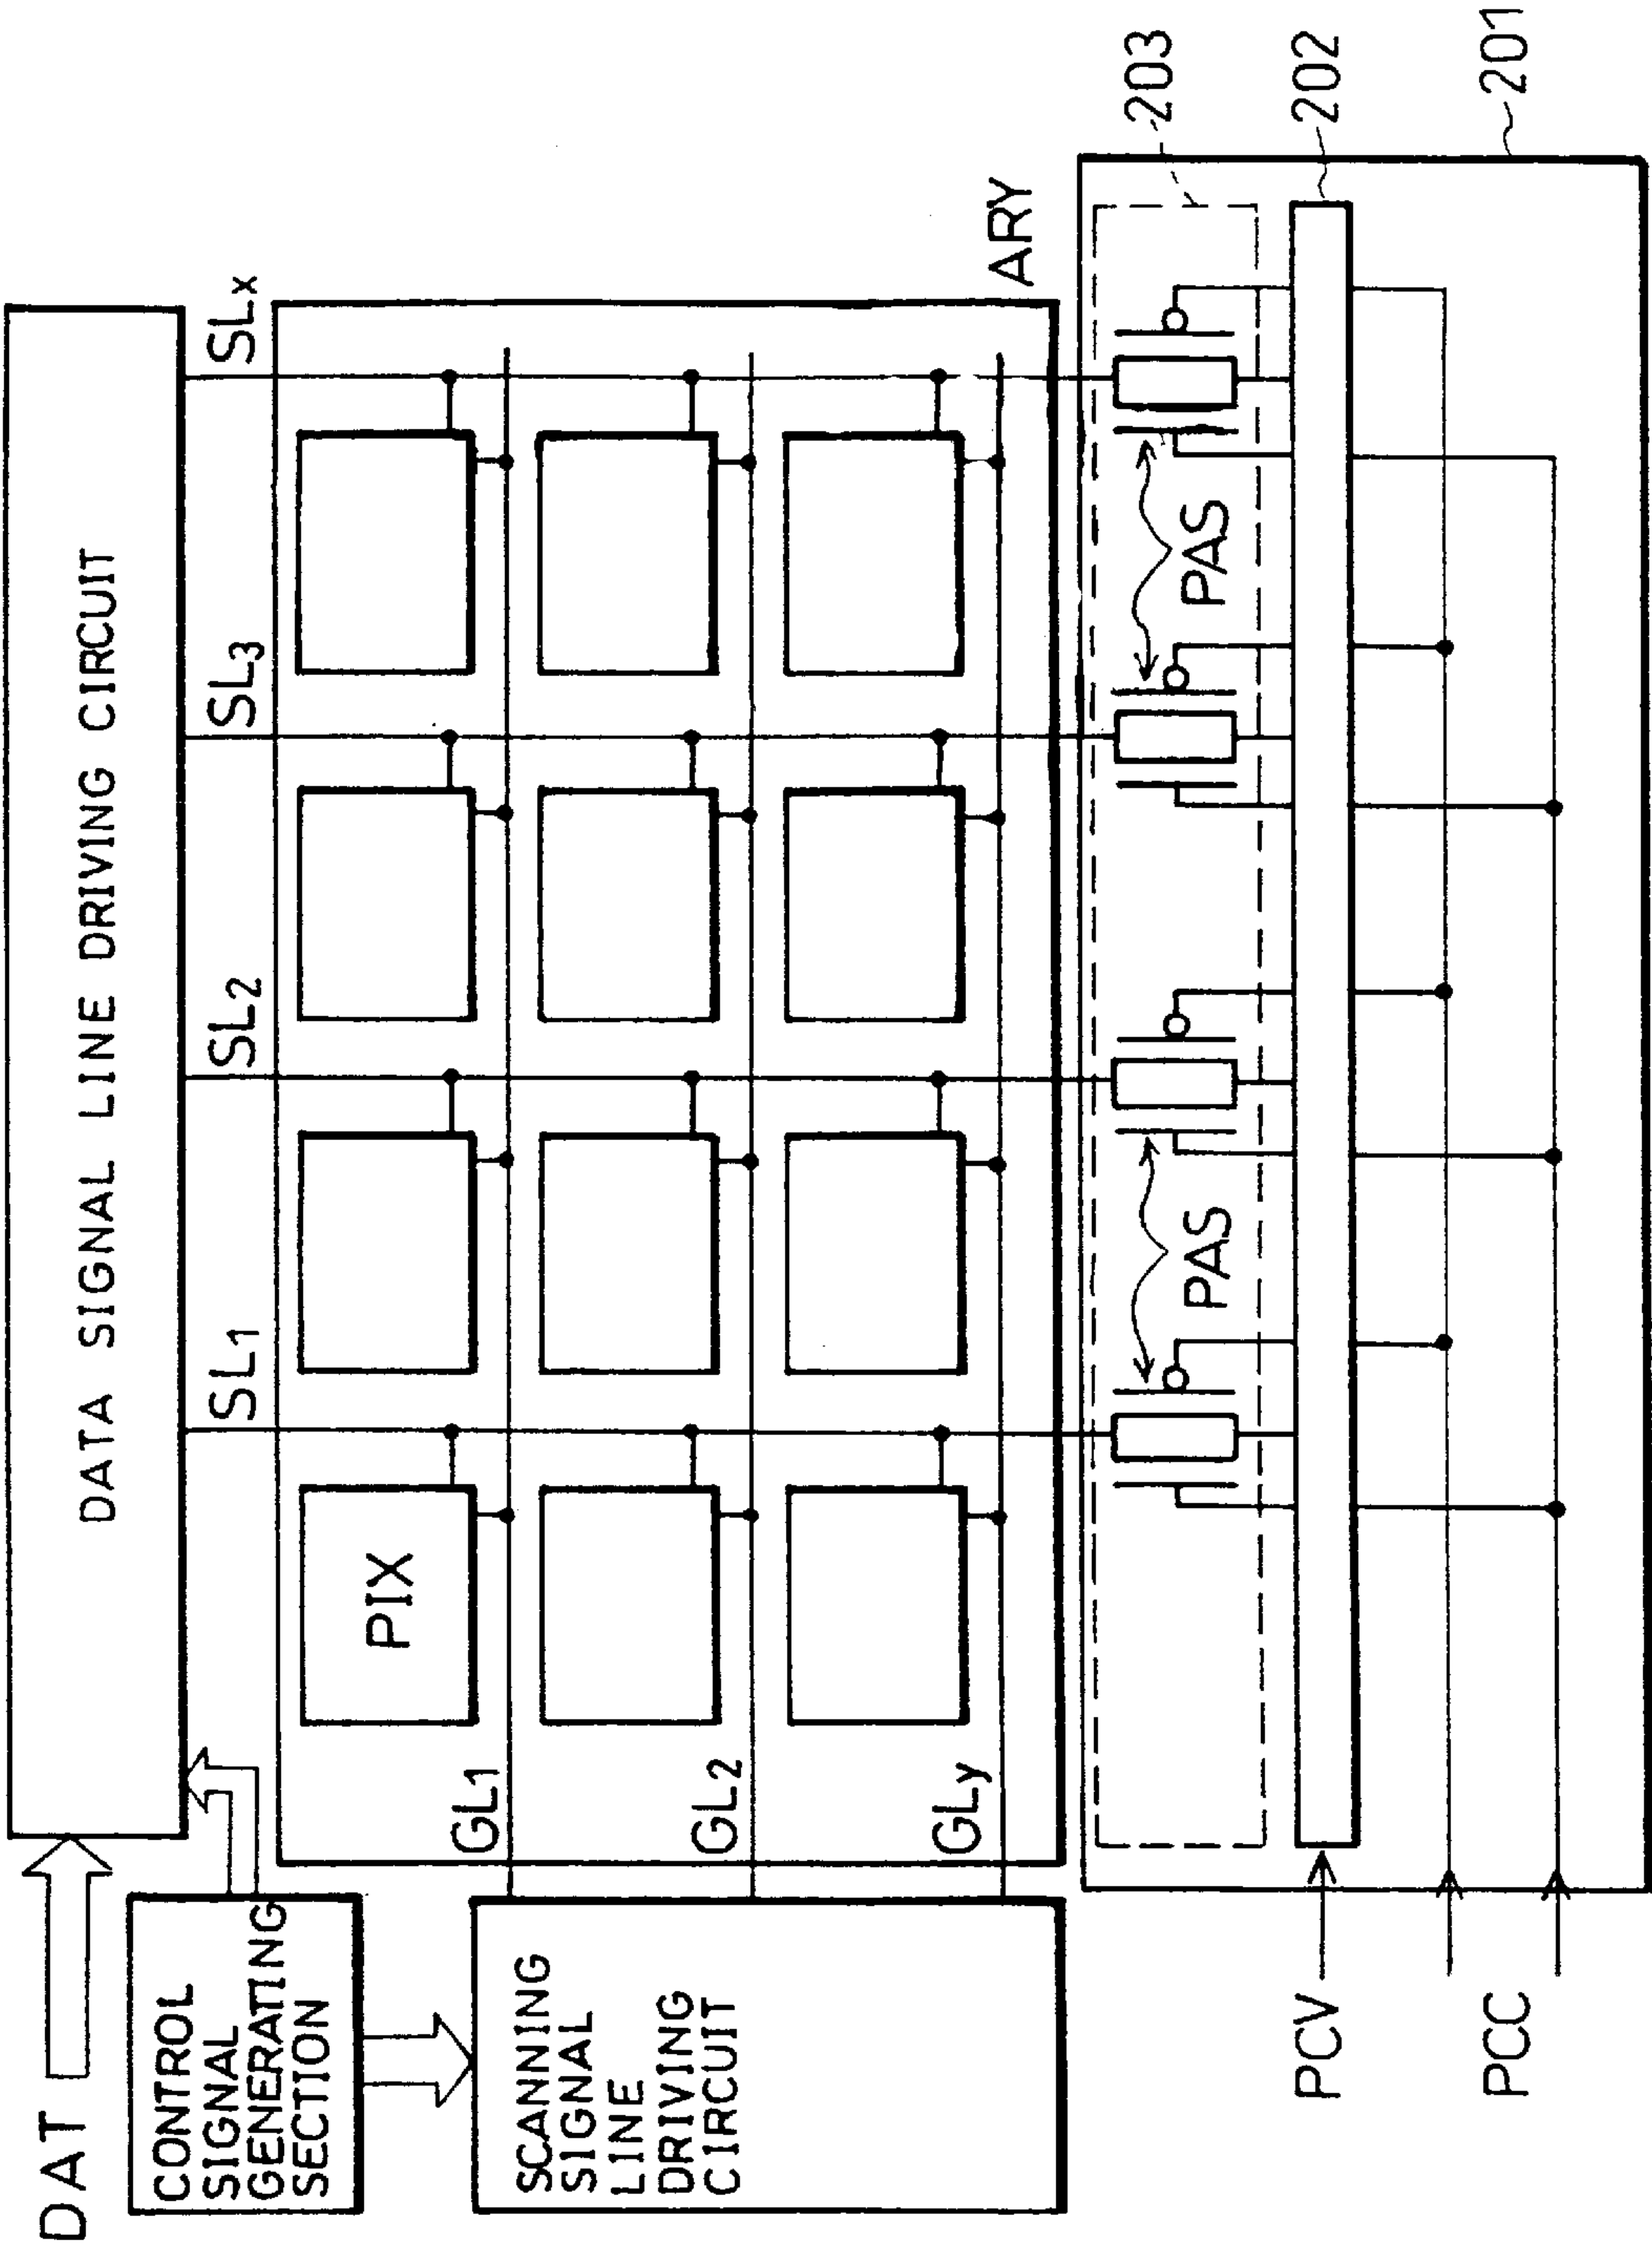 DAT
DATA SIGNAL LINE DRIVING CIRCUIT
CONTROL
SIGNAL
GENERATING
SECTION
SL1
SL2
SL3
SLx
PIX
GL1
GL2
GLy
SCANNING
SIGNAL
LINE
DRIVING
CIRCUIT
ARY
203
PAS
PAS
202
PCV
201
PCC